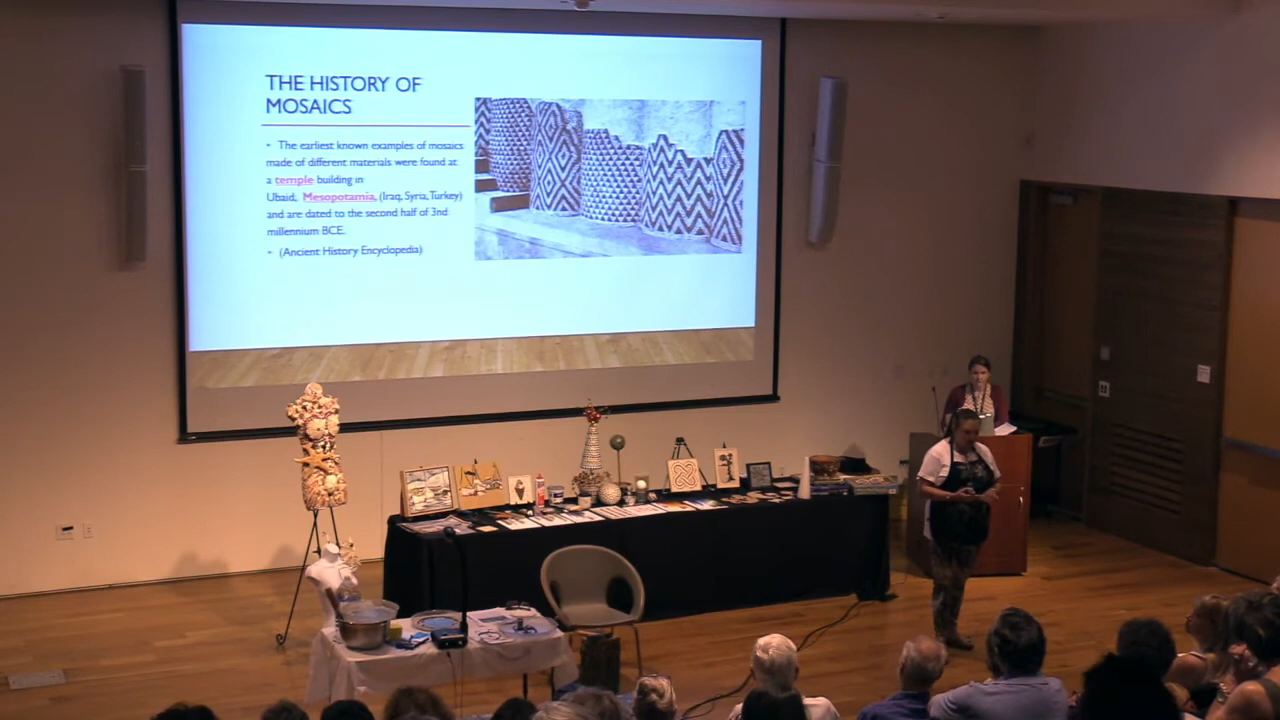 THE HISTORY OF
MOSAICS
• The earliest known examples of mosaics
made of different materials were found at
a temple building in
Ubaid, Mesopotamia, (Iraq, Syria, Turkey)
and are dated to the second half of 3nd
millennium BCE.
• (Ancient History Encyclopedia)